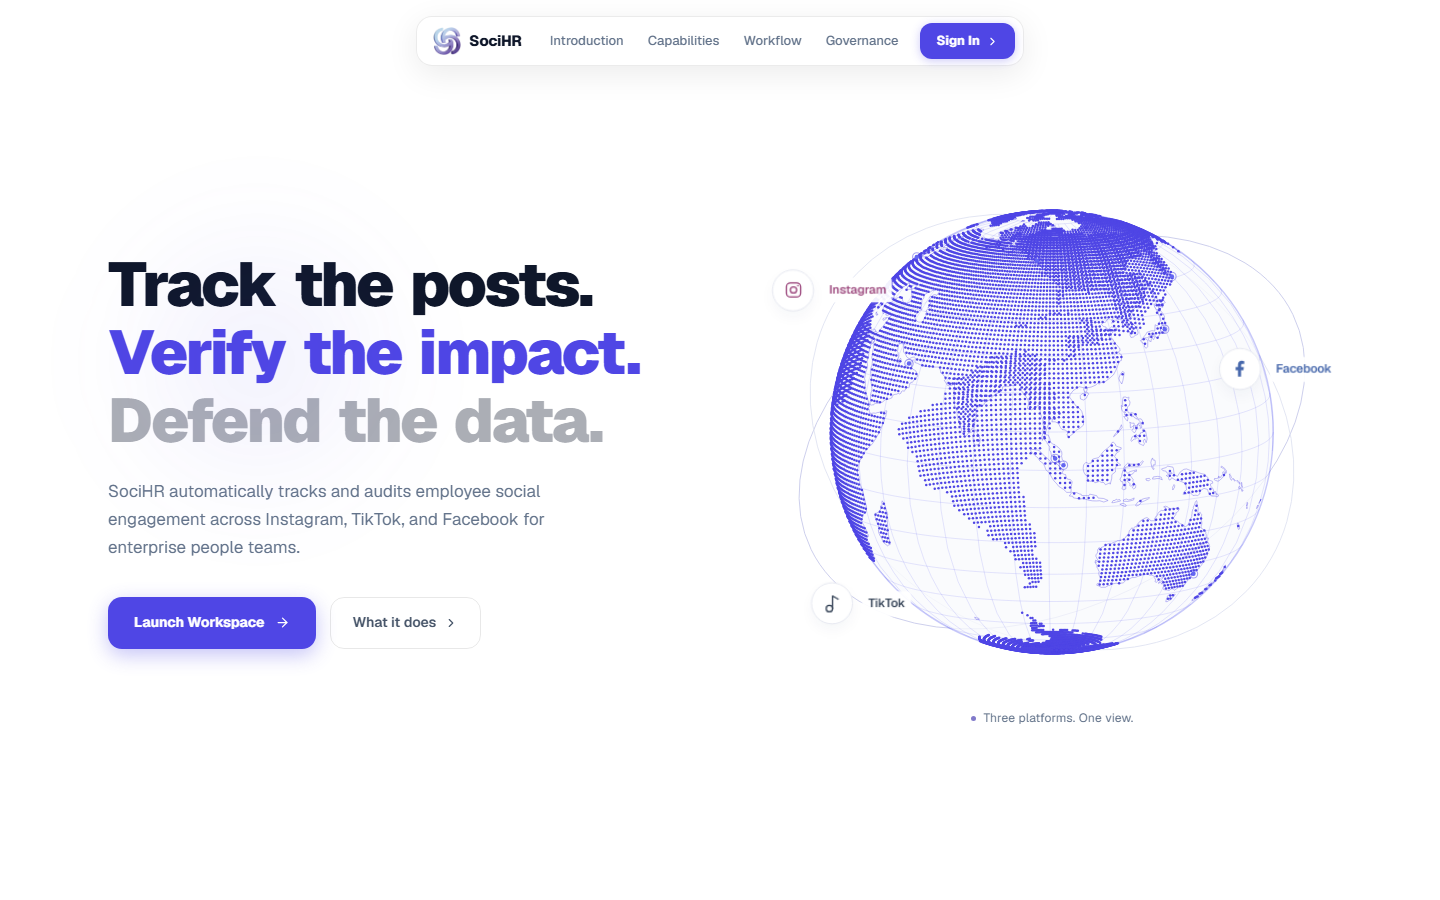 SociHR
Introduction
Capabilities
Workflow
Governance
Sign In
Track the posts.
Verify the impact.
Defend the data.
SociHR automatically tracks and audits employee social
engagement across Instagram, TikTok, and Facebook for
enterprise people teams.
Launch Workspace
What it does
Instagram
Facebook
TikTok
Three platforms. One view.